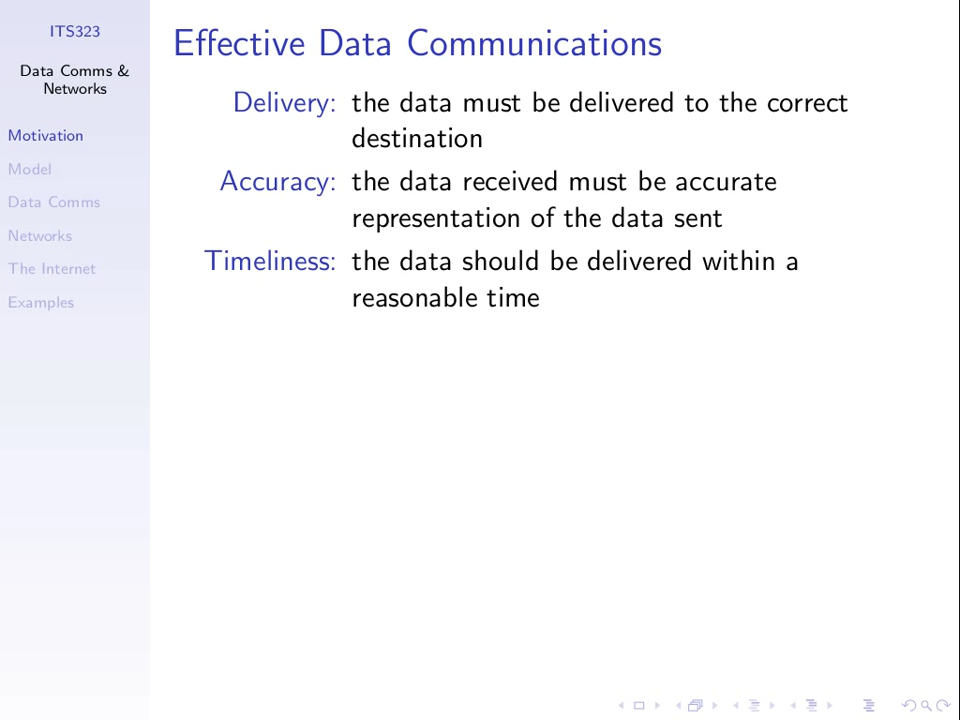 ITS323
Data Comms &
Networks
Motivation
Model
Data Comms
Networks
The Internet
Examples
Effective Data Communications
Delivery: the data must be delivered to the correct
destination
Accuracy: the data received must be accurate
representation of the data sent
Timeliness: the data should be delivered within a
reasonable time